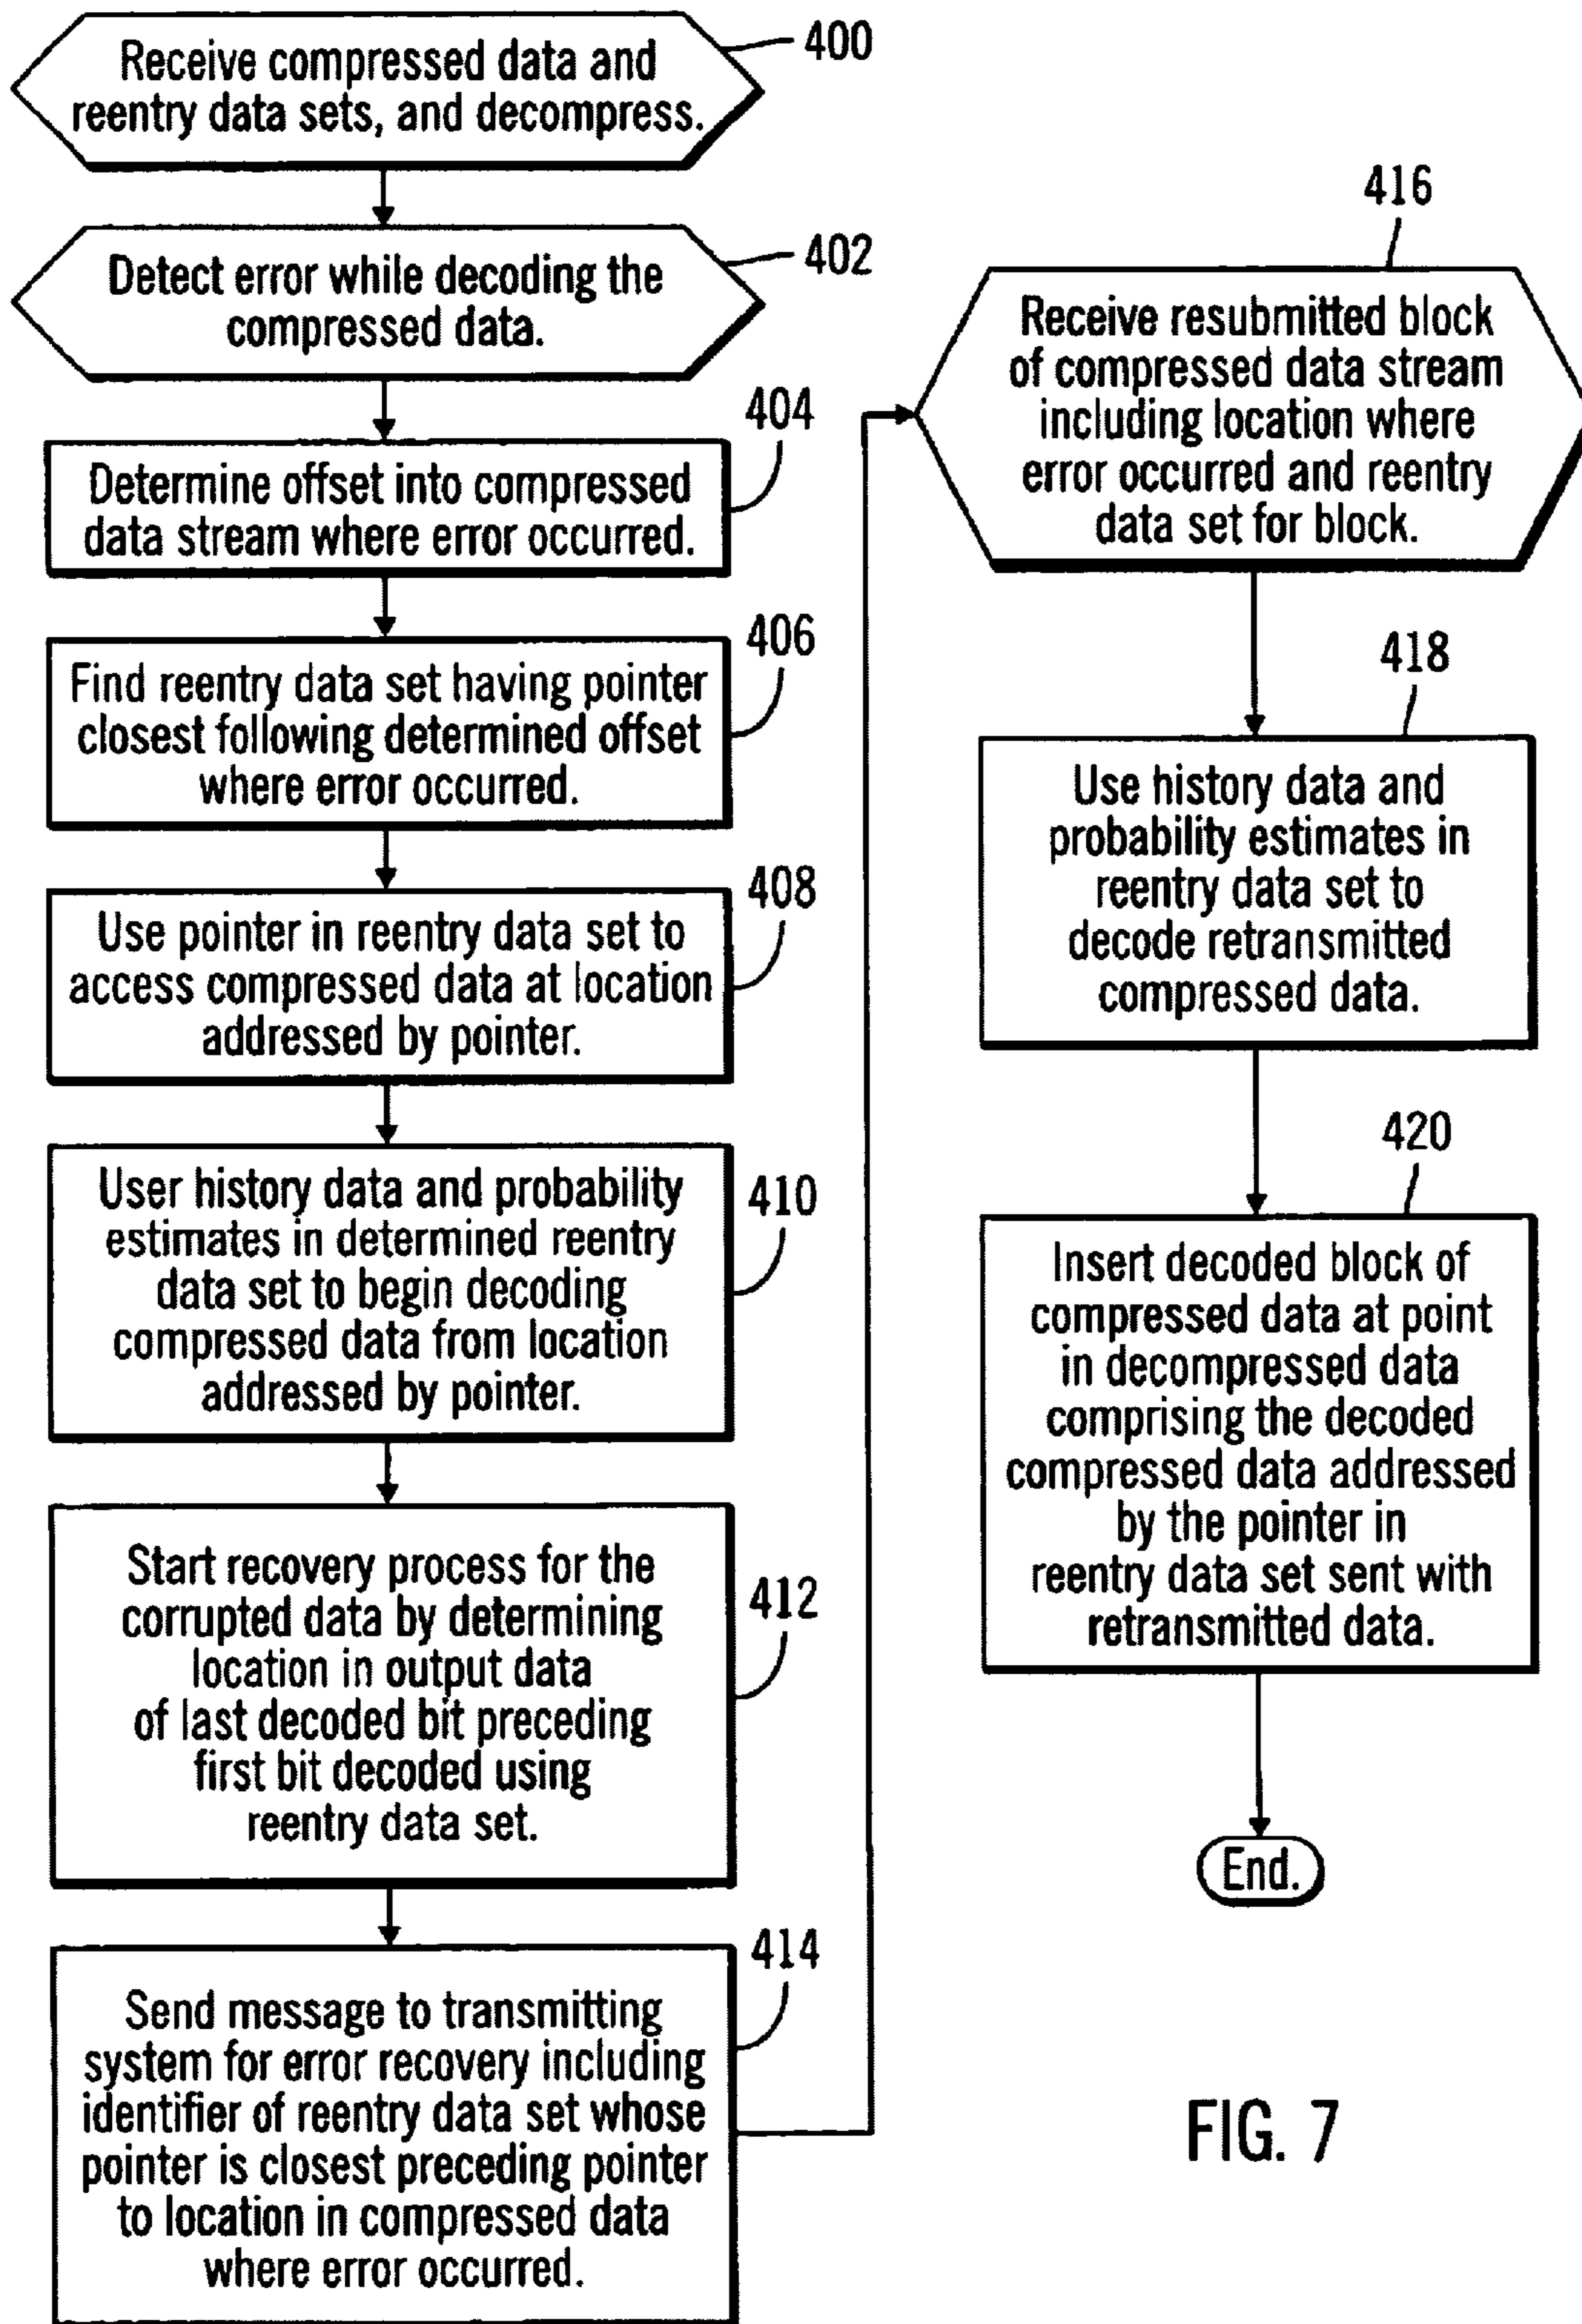 Receive compressed data and
reentry data sets, and decompress.
400
Detect error while decoding the
compressed data.
402
404
Determine offset into compressed
data stream where error occurred.
406
Find reentry data set having pointer
closest following determined offset
where error occurred.
408
Use pointer in reentry data set to
access compressed data at location
addressed by pointer.
410
User history data and probability
estimates in determined reentry
data set to begin decoding
compressed data from location
addressed by pointer.
412
Start recovery process for the
corrupted data by determining
location in output data
of last decoded bit preceding
first bit decoded using
reentry data set.
414
Send message to transmitting
system for error recovery including
identifier of reentry data set whose
pointer is closest preceding pointer
to location in compressed data
where error occurred.
416
Receive resubmitted block
of compressed data stream
including location where
error occurred and reentry
data set for block.
418
Use history data and
probability estimates in
reentry data set to
decode retransmitted
compressed data.
420
Insert decoded block of
compressed data at point
in decompressed data
comprising the decoded
compressed data addressed
by the pointer in
reentry data set sent with
retransmitted data.
End.
FIG. 7